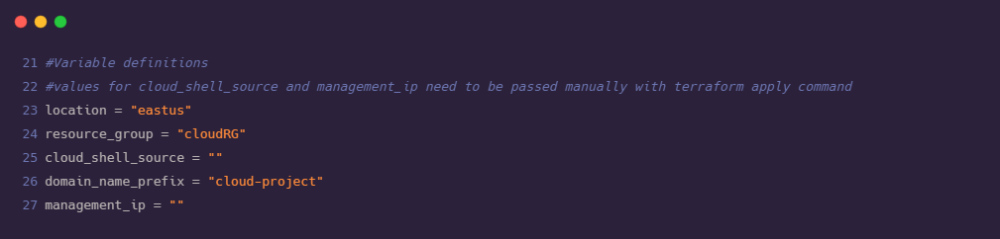 21 #Variable definitions
22 #values for cloud_shell_source and management_ip need to be passed manually with terraform apply command
23 location = "eastus"
24 resource_group = "cloudRG"
25 cloud_shell_source = ""
26 domain_name_prefix = "cloud-project"
27 management_ip = ""